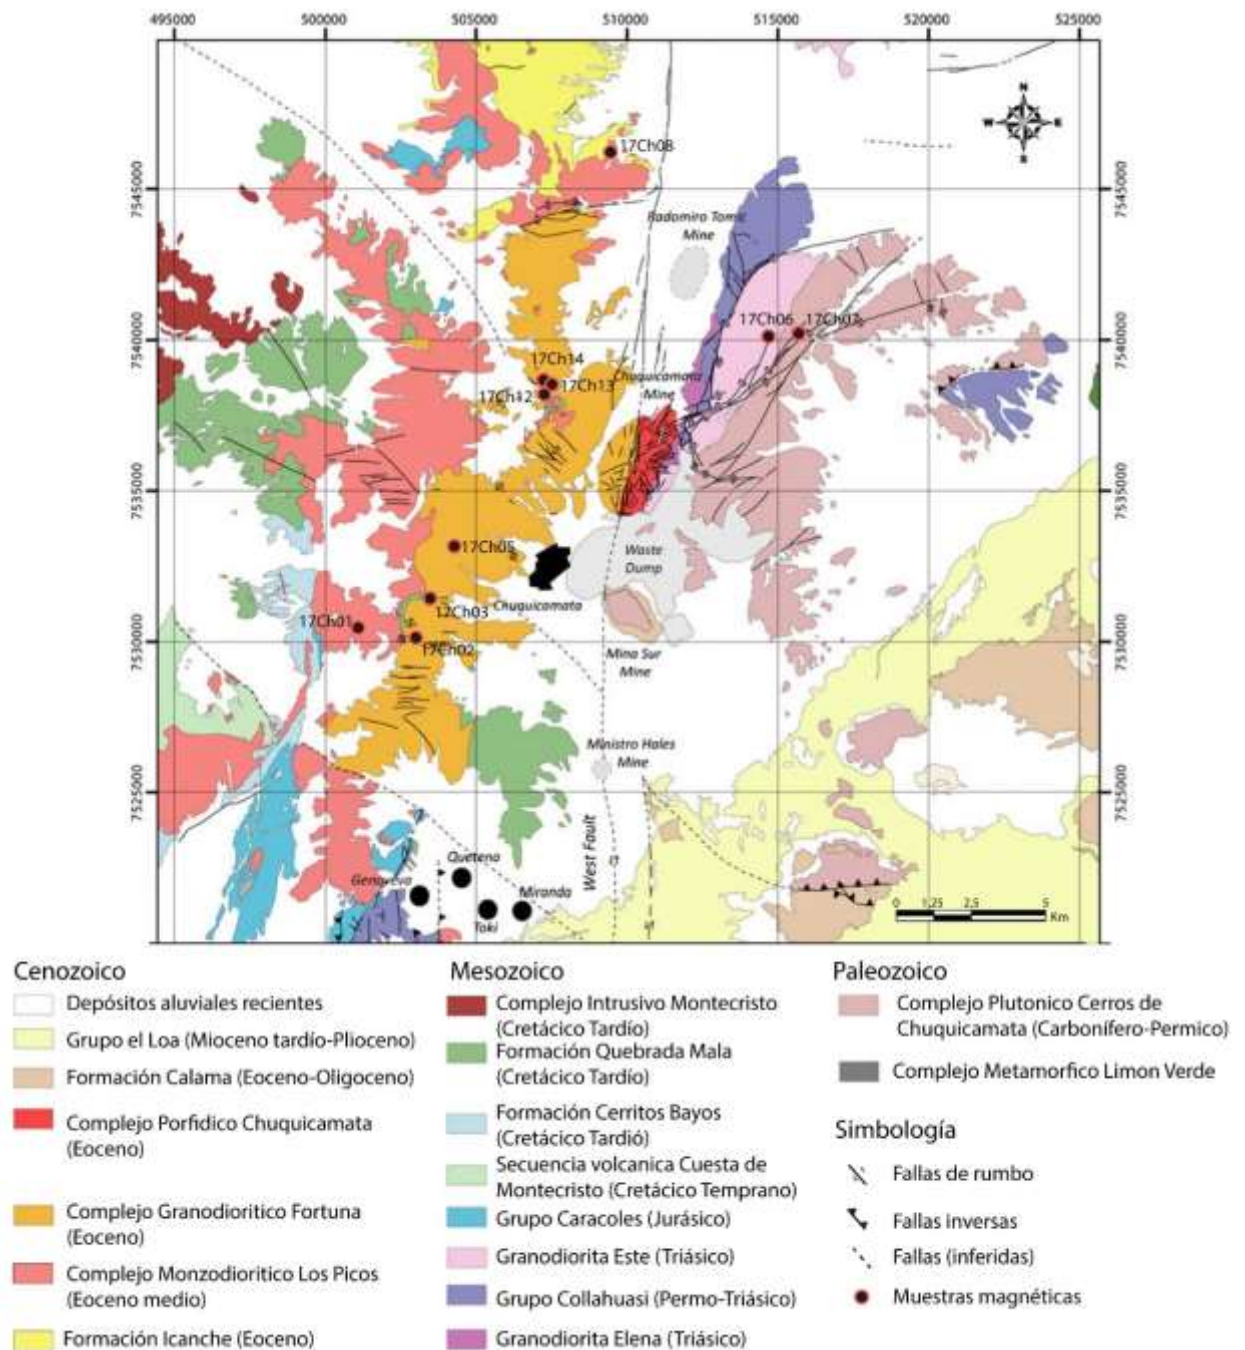 495000 500000 505000 510000 515000 520000 525000
N
W E
S
17Ch08
7545000 7545000
Radomiro Tomic
Mine
17Ch06 17Ch07
7540000 7540000
17Ch14
17Ch13
Chuquicamata
Mine
17Ch12
7535000 7535000
17Ch05
Waste
Dump
17Ch03
Chuquicamata
17Ch01
7530000 7530000
17Ch02
Mina Sur
Mine
Ministro Hales
Mine
7525000 7525000
West Fault
Quetena
Genoveva
Miranda
Toki
0 1,25 2,5 5
Km
Cenozoico
Depósitos aluviales recientes
Grupo el Loa (Mioceno tardío-Plioceno)
Formación Calama (Eoceno-Oligoceno)
Complejo Porfidico Chuquicamata
(Eoceno)
Complejo Granodioritico Fortuna
(Eoceno)
Complejo Monzodioritico Los Picos
(Eoceno medio)
Formación Icanche (Eoceno)
Mesozoico
Complejo Intrusivo Montecristo
(Cretácico Tardío)
Formación Quebrada Mala
(Cretácico Tardío)
Formación Cerritos Bayos
(Cretácico Tardió)
Secuencia volcanica Cuesta de
Montecristo (Cretácico Temprano)
Grupo Caracoles (Jurásico)
Granodiorita Este (Triásico)
Grupo Collahuasi (Permo-Triásico)
Granodiorita Elena (Triásico)
Paleozoico
Complejo Plutonico Cerros de
Chuquicamata (Carbonífero-Permico)
Complejo Metamorfico Limon Verde
Simbología
Fallas de rumbo
Fallas inversas
Fallas (inferidas)
Muestras magnéticas